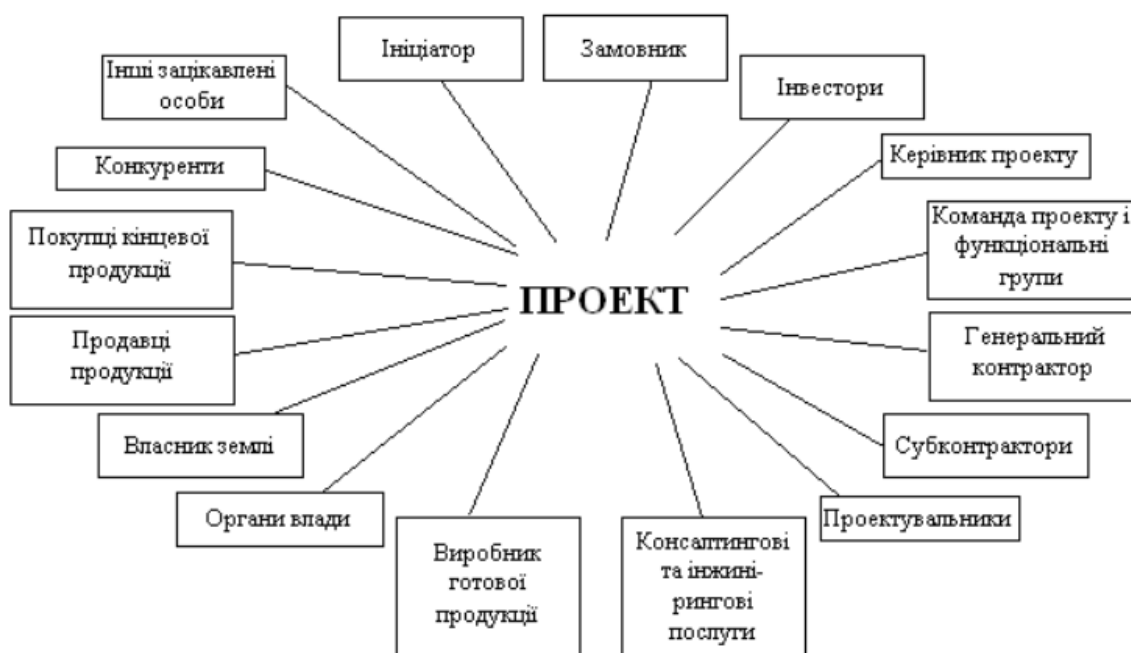 Ініціатор
Замовник
Інвестори
Інші зацікавлені
особи
Керівник проекту
Конкуренти
Команда проекту і
функціональні
групи
Покупці кінцевої
продукції
ПРОЕКТ
Генеральний
контрактор
Продавці
продукції
Субконтрактори
Власник землі
Проектувальники
Органи влади
Виробник
готової
продукції
Консалтингові
та інжині-
рингові
послуги